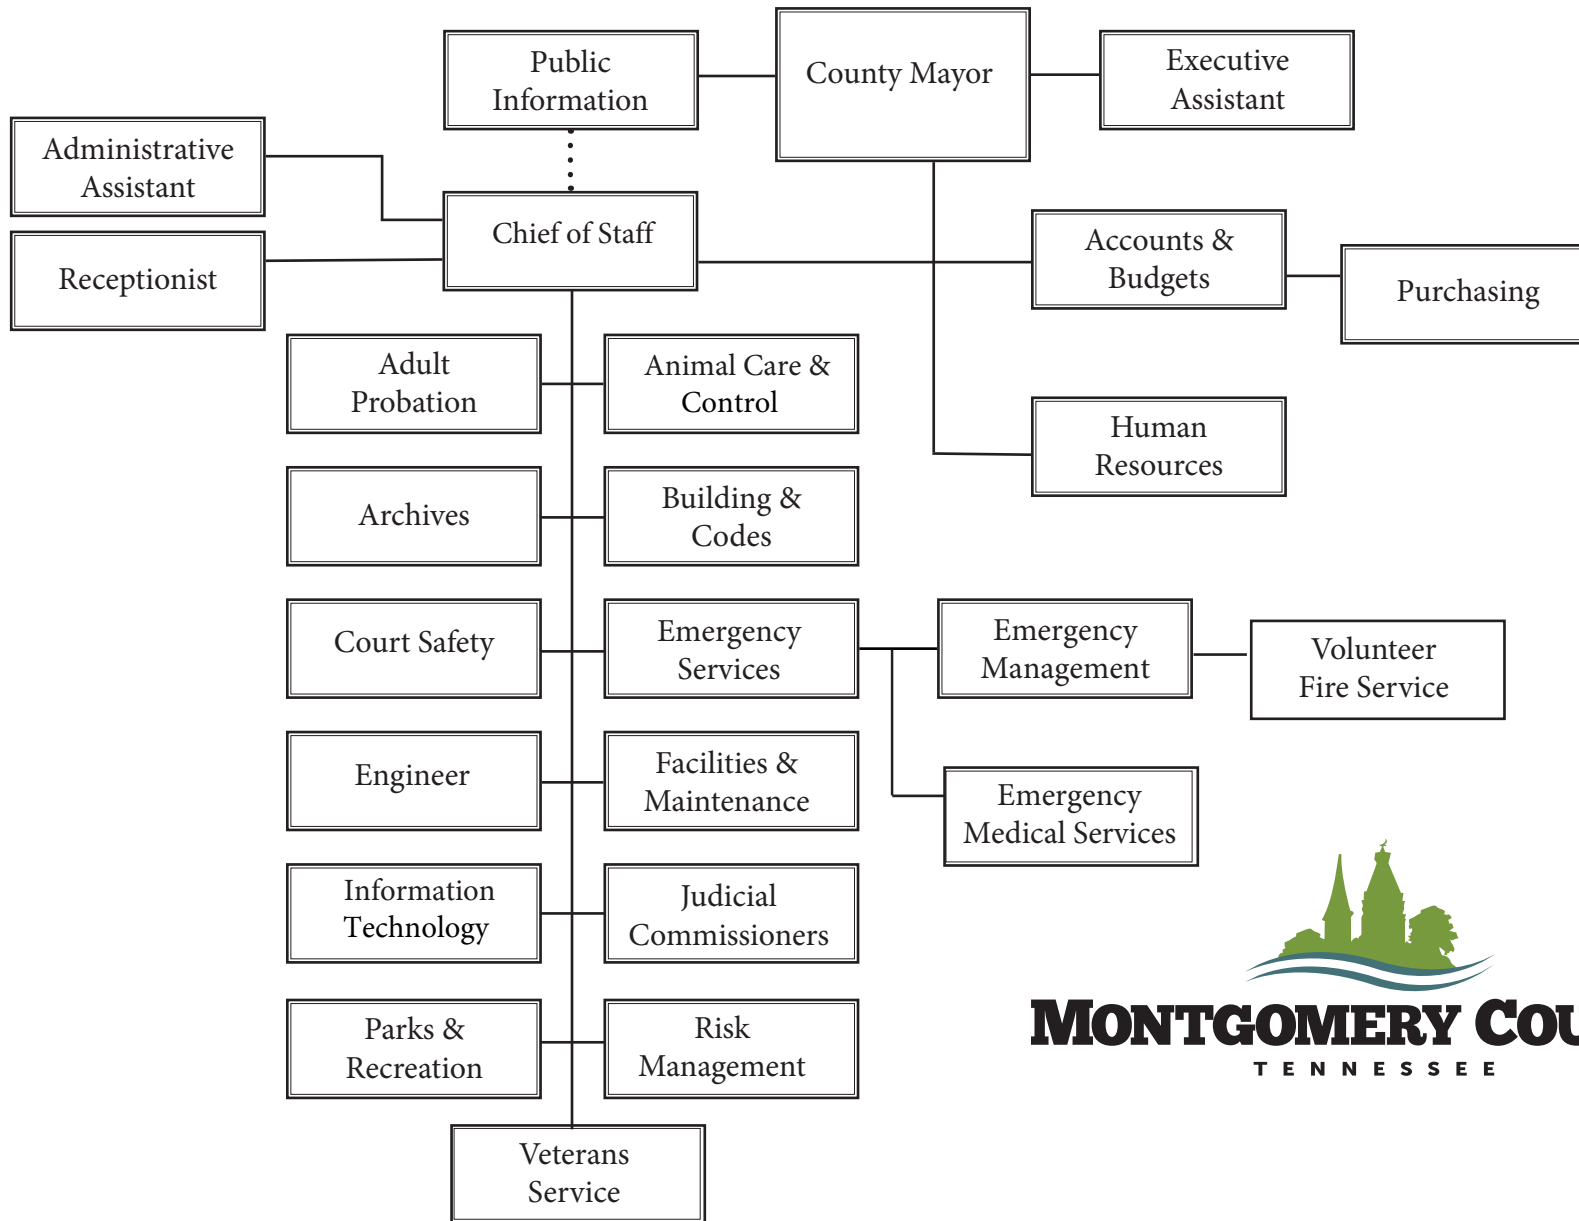 Public
Information
County Mayor
Executive
Assistant
Administrative
Assistant
Chief of Staff
Receptionist
Accounts &
Budgets
Purchasing
Adult
Probation
Animal Care &
Control
Human
Resources
Archives
Building &
Codes
Court Safety
Emergency
Services
Emergency
Management
Volunteer
Fire Service
Engineer
Facilities &
Maintenance
Emergency
Medical Services
Information
Technology
Judicial
Commissioners
Parks &
Recreation
Risk
Management
MONTGOMERY COU
TENNESSEE
Veterans
Service